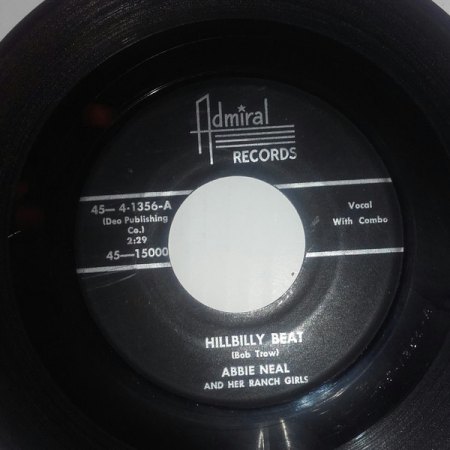 Admiral
RECORDS
45—4-1356-A
(Deo Publishing
Co.)
2:29
45—15000
Vocal
With Combo
HILLBILLY BEAT
(Bob Trow)
ABBIE NEAL
AND HER RANCH GIRLS